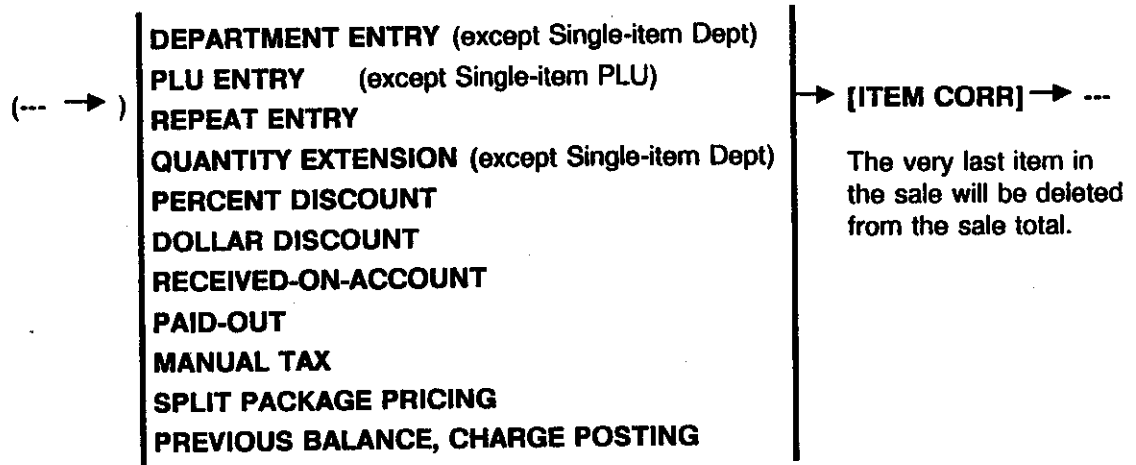 (--- → )
DEPARTMENT ENTRY (except Single-item Dept)
PLU ENTRY (except Single-item PLU)
REPEAT ENTRY
QUANTITY EXTENSION (except Single-item Dept)
PERCENT DISCOUNT
DOLLAR DISCOUNT
RECEIVED-ON-ACCOUNT
PAID-OUT
MANUAL TAX
SPLIT PACKAGE PRICING
PREVIOUS BALANCE, CHARGE POSTING
→ [ITEM CORR] → ---
The very last item in
the sale will be deleted
from the sale total.